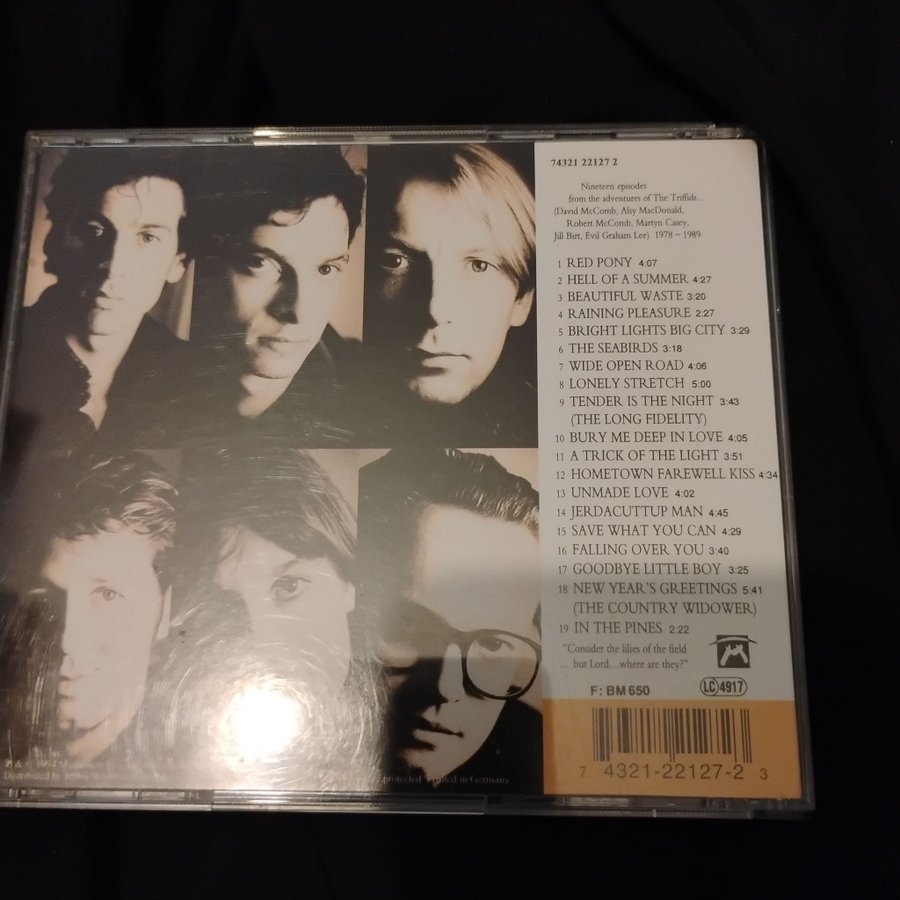 74321 22127 2
Nineteen episodes
from the adventures of The Triffids...
(David McComb, Alsy MacDonald,
Robert McComb, Martyn Casey,
Jill Birt, Evil Graham Lee) 1978 ~ 1989
1 RED PONY 4:07
2 HELL OF A SUMMER 4:27
3 BEAUTIFUL WASTE 3:20
4 RAINING PLEASURE 2:27
5 BRIGHT LIGHTS BIG CITY 3:29
6 THE SEABIRDS 3:18
7 WIDE OPEN ROAD 4:06
8 LONELY STRETCH 5:00
9 TENDER IS THE NIGHT 3:43
(THE LONG FIDELITY)
10 BURY ME DEEP IN LOVE 4:05
11 A TRICK OF THE LIGHT 3:51
12 HOMETOWN FAREWELL KISS 4:34
13 UNMADE LOVE 4:02
14 JERDACUTTUP MAN 4:45
15 SAVE WHAT YOU CAN 4:29
16 FALLING OVER YOU 3:40
17 GOODBYE LITTLE BOY 3:25
18 NEW YEAR'S GREETINGS 5:41
(THE COUNTRY WIDOWER)
19 IN THE PINES 2:22
"Consider the lilies of the field
.... but Lord....where are they?"
F: BM 650
LC 4917
7 4321-22127-2 3
1994
Distributed by
Printed in Germany